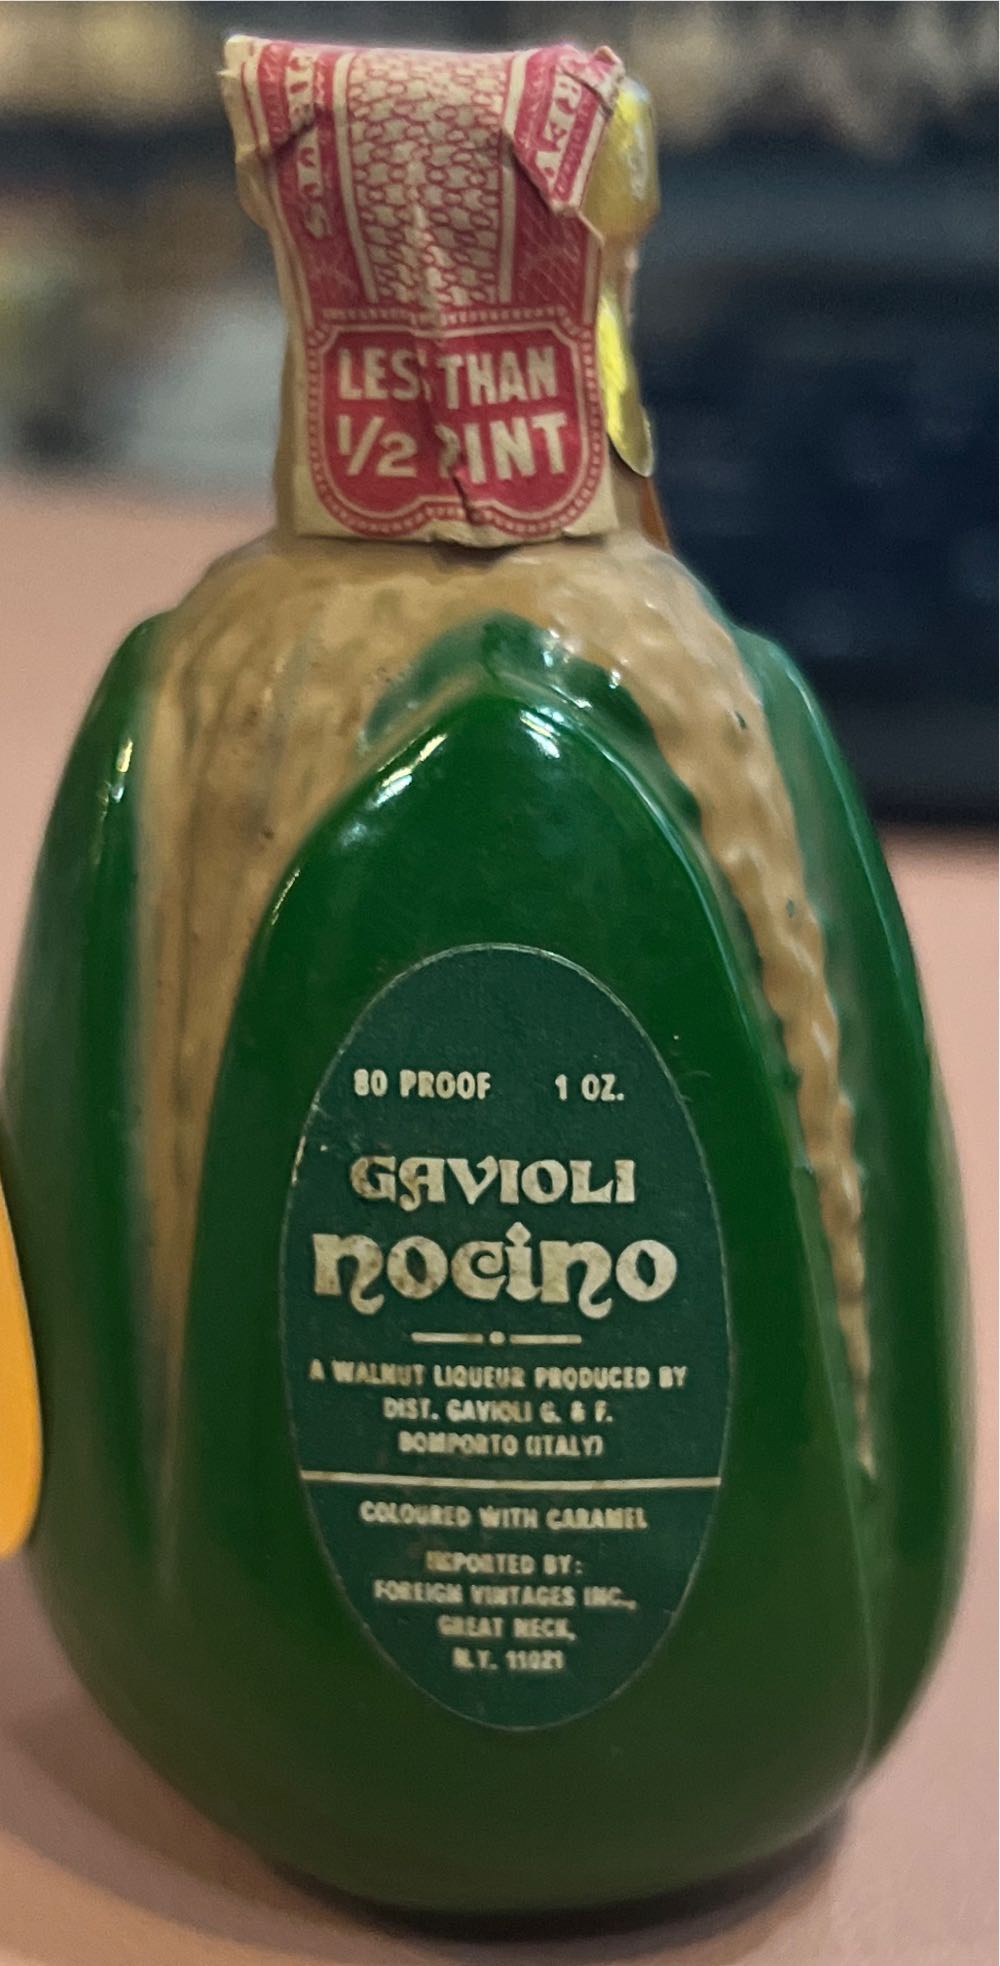 LESS THAN
1/2 PINT
80 PROOF 1 OZ.
GAVIOLI
nocino
A WALNUT LIQUEUR PRODUCED BY
DIST. GAVIOLI G. & F.
BOMPORTO (ITALY)
COLOURED WITH CARAMEL
IMPORTED BY:
FOREIGN VINTAGES INC.,
GREAT NECK,
N.Y. 11021